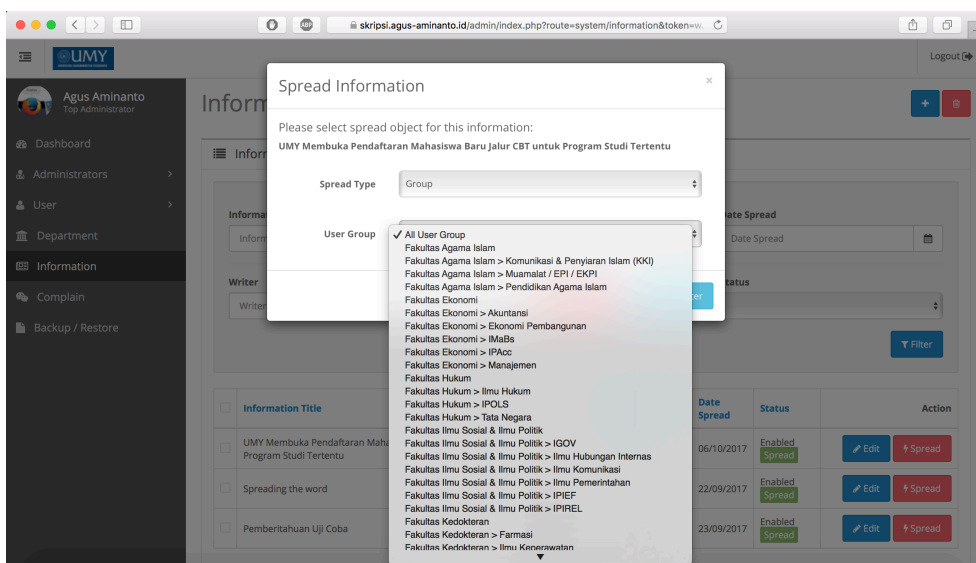 skripsi.agus-aminanto.id/admin/index.php?route=system/information&token=w..
ABP
UMY
Logout
Agus Aminanto
Top Administrator
Dashboard
Administrators
User
Department
Information
Complain
Backup / Restore
Inform
Inform
Spread Information
×
Please select spread object for this information:
UMY Membuka Pendaftaran Mahasiswa Baru Jalur CBT untuk Program Studi Tertentu
Spread Type
Group
User Group
✓ All User Group
Fakultas Agama Islam
Fakultas Agama Islam > Komunikasi & Penyiaran Islam (KKI)
Fakultas Agama Islam > Muamalat / EPI / EKPI
Fakultas Agama Islam > Pendidikan Agama Islam
Fakultas Ekonomi
Fakultas Ekonomi > Akuntansi
Fakultas Ekonomi > Ekonomi Pembangunan
Fakultas Ekonomi > IMaBs
Fakultas Ekonomi > IPAcc
Fakultas Ekonomi > Manajemen
Fakultas Hukum
Fakultas Hukum > Ilmu Hukum
Fakultas Hukum > IPOLS
Fakultas Hukum > Tata Negara
Fakultas Ilmu Sosial & Ilmu Politik
Fakultas Ilmu Sosial & Ilmu Politik > IGOV
Fakultas Ilmu Sosial & Ilmu Politik > Ilmu Hubungan Internas
Fakultas Ilmu Sosial & Ilmu Politik > Ilmu Komunikasi
Fakultas Ilmu Sosial & Ilmu Politik > Ilmu Pemerintahan
Fakultas Ilmu Sosial & Ilmu Politik > IPIEF
Fakultas Ilmu Sosial & Ilmu Politik > IPIREL
Fakultas Kedokteran
Fakultas Kedokteran > Farmasi
Fakultas Kedokteran > Ilmu Keperawatan
Informa
Inform
Writer
Writer
ate Spread
Date Spread
tatus
er
Filter
Information Title
Date Spread
Status
Action
UMY Membuka Pendaftaran Maha
Program Studi Tertentu
06/10/2017
Enabled
Spread
Edit
Spread
Spreading the word
22/09/2017
Enabled
Spread
Edit
Spread
Pemberitahuan Uji Coba
23/09/2017
Enabled
Spread
Edit
Spread